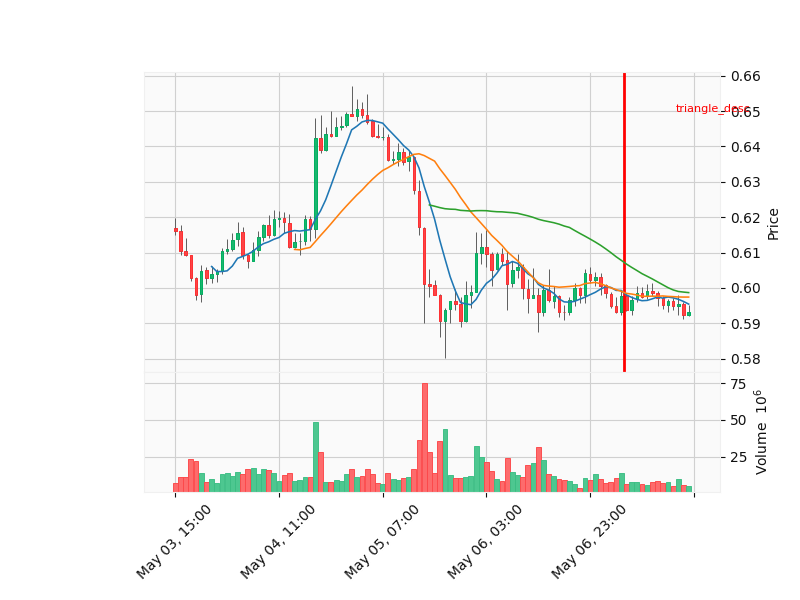 0.66
triangle_desc
0.65
0.64
0.63
0.62
0.61
0.60
0.59
0.58
Price
75
50
25
Volume 10^6
May 03, 15:00
May 04, 11:00
May 05, 07:00
May 06, 03:00
May 06, 23:00